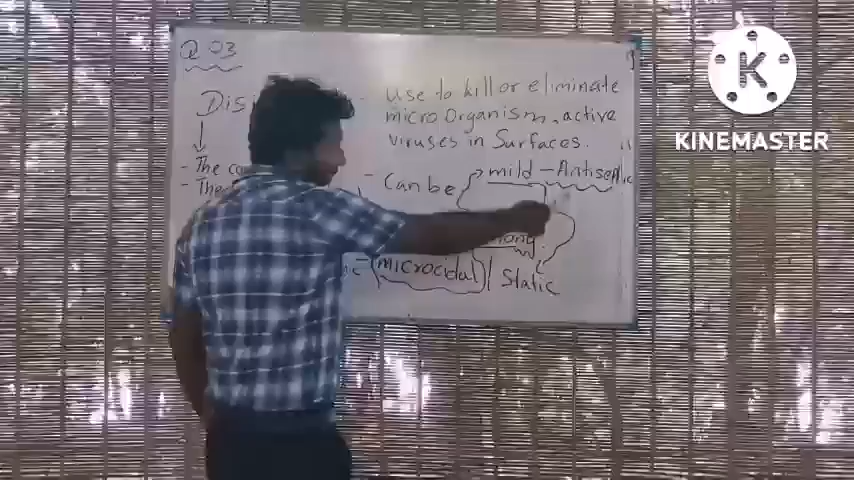 Q 03
- use to kill or eliminate
micro Organism, active
viruses in Surfaces.
- The
- The
- Can be
mild - Antiseptic
microcidal / Static
KINEMASTER